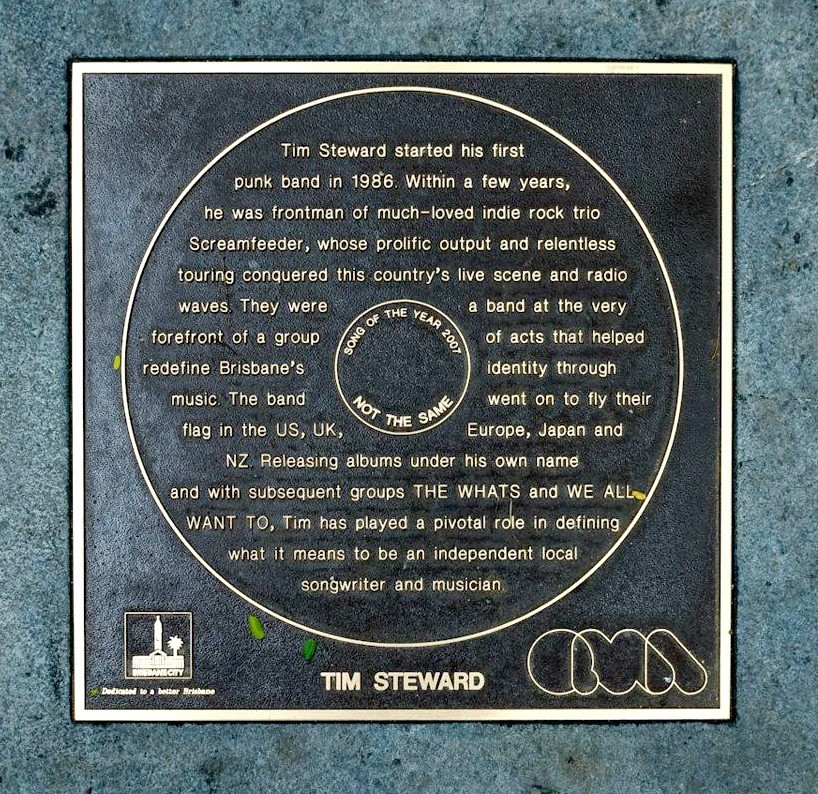 Tim Steward started his first
punk band in 1986. Within a few years,
he was frontman of much-loved indie rock trio
Screamfeeder, whose prolific output and relentless
touring conquered this country's live scene and radio
waves. They were a band at the very
forefront of a group of acts that helped
redefine Brisbane's identity through
music. The band went on to fly their
flag in the US, UK, Europe, Japan and
NZ. Releasing albums under his own name
and with subsequent groups THE WHATS and WE ALL
WANT TO, Tim has played a pivotal role in defining
what it means to be an independent local
songwriter and musician.
SONG OF THE YEAR 2007
NOT THE SAME
BRISBANE CITY
Dedicated to a better Brisbane
TIM STEWARD
QMA